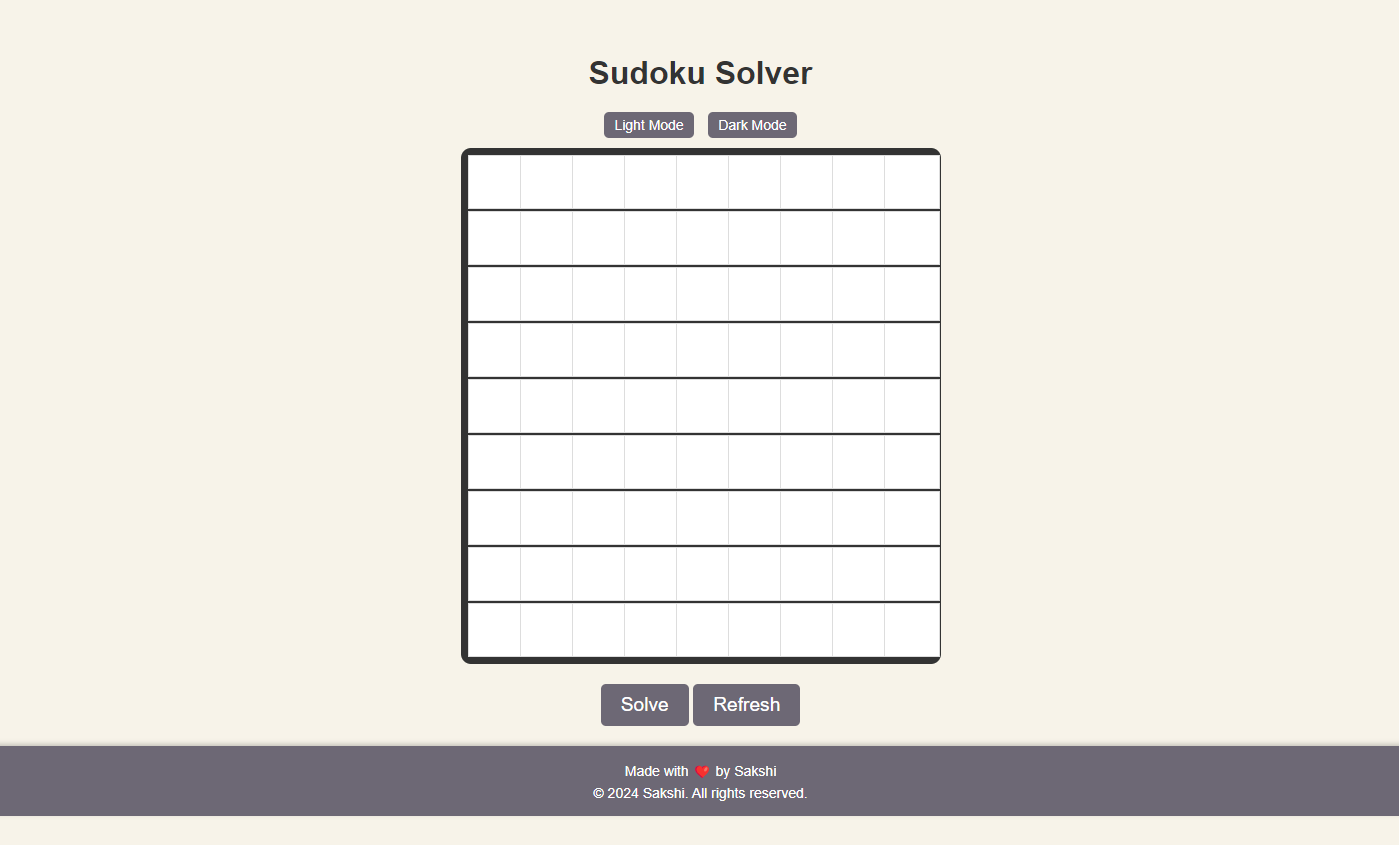 Sudoku Solver
Light Mode Dark Mode
Solve Refresh
Made with ❤️ by Sakshi
© 2024 Sakshi. All rights reserved.